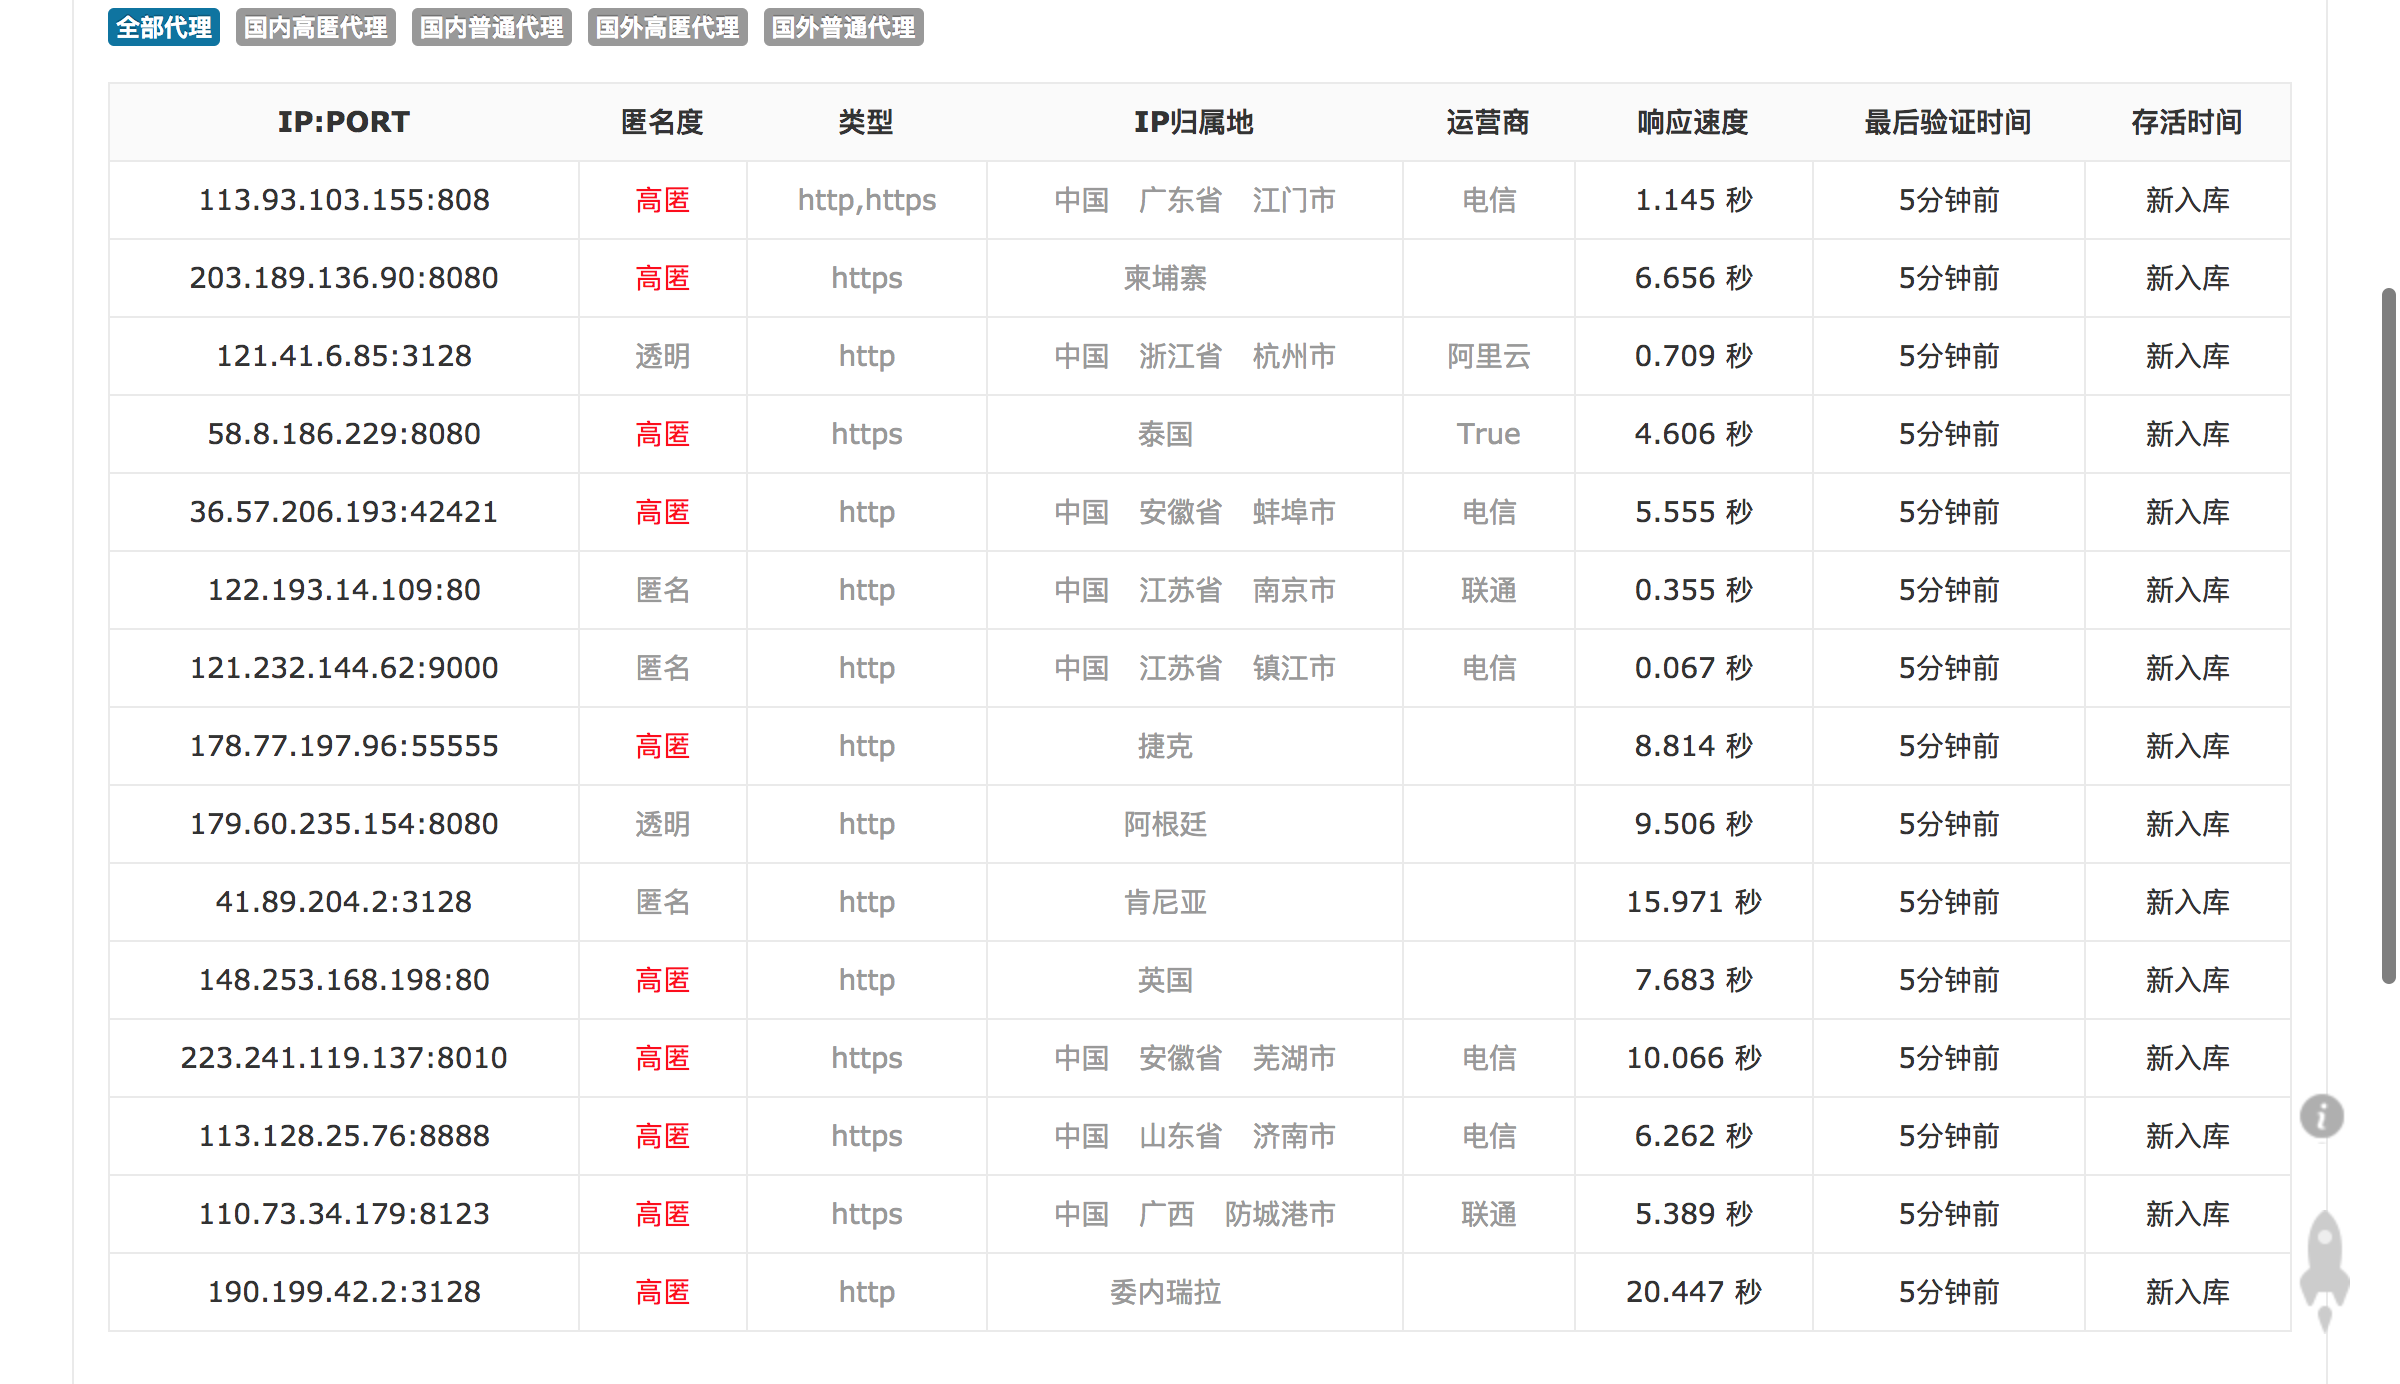 全部代理 国内高匿代理 国内普通代理 国外高匿代理 国外普通代理
IP:PORT 匿名度 类型 IP归属地 运营商 响应速度 最后验证时间 存活时间
113.93.103.155:808 高匿 http,https 中国 广东省 江门市 电信 1.145 秒 5分钟前 新入库
203.189.136.90:8080 高匿 https 柬埔寨 6.656 秒 5分钟前 新入库
121.41.6.85:3128 透明 http 中国 浙江省 杭州市 阿里云 0.709 秒 5分钟前 新入库
58.8.186.229:8080 高匿 https 泰国 True 4.606 秒 5分钟前 新入库
36.57.206.193:42421 高匿 http 中国 安徽省 蚌埠市 电信 5.555 秒 5分钟前 新入库
122.193.14.109:80 匿名 http 中国 江苏省 南京市 联通 0.355 秒 5分钟前 新入库
121.232.144.62:9000 匿名 http 中国 江苏省 镇江市 电信 0.067 秒 5分钟前 新入库
178.77.197.96:55555 高匿 http 捷克 8.814 秒 5分钟前 新入库
179.60.235.154:8080 透明 http 阿根廷 9.506 秒 5分钟前 新入库
41.89.204.2:3128 匿名 http 肯尼亚 15.971 秒 5分钟前 新入库
148.253.168.198:80 高匿 http 英国 7.683 秒 5分钟前 新入库
223.241.119.137:8010 高匿 https 中国 安徽省 芜湖市 电信 10.066 秒 5分钟前 新入库
113.128.25.76:8888 高匿 https 中国 山东省 济南市 电信 6.262 秒 5分钟前 新入库
110.73.34.179:8123 高匿 https 中国 广西 防城港市 联通 5.389 秒 5分钟前 新入库
190.199.42.2:3128 高匿 http 委内瑞拉 20.447 秒 5分钟前 新入库